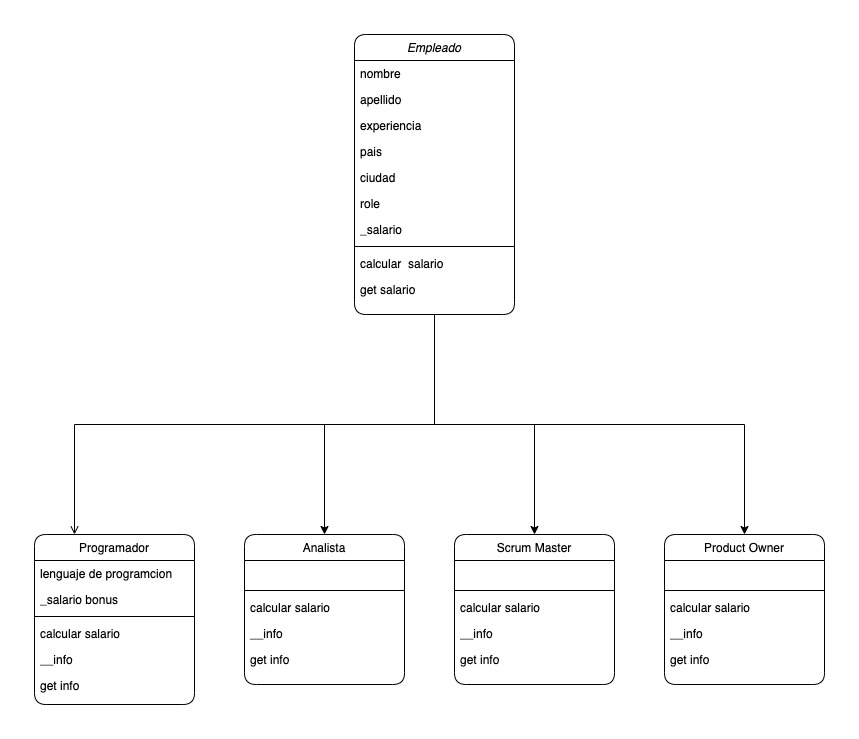 Empleado
nombre
apellido
experiencia
pais
ciudad
role
_salario
calcular  salario
get salario
Programador
lenguaje de programcion
_salario bonus
calcular salario
__info
get info
Analista
calcular salario
__info
get info
Scrum Master
calcular salario
__info
get info
Product Owner
calcular salario
__info
get info